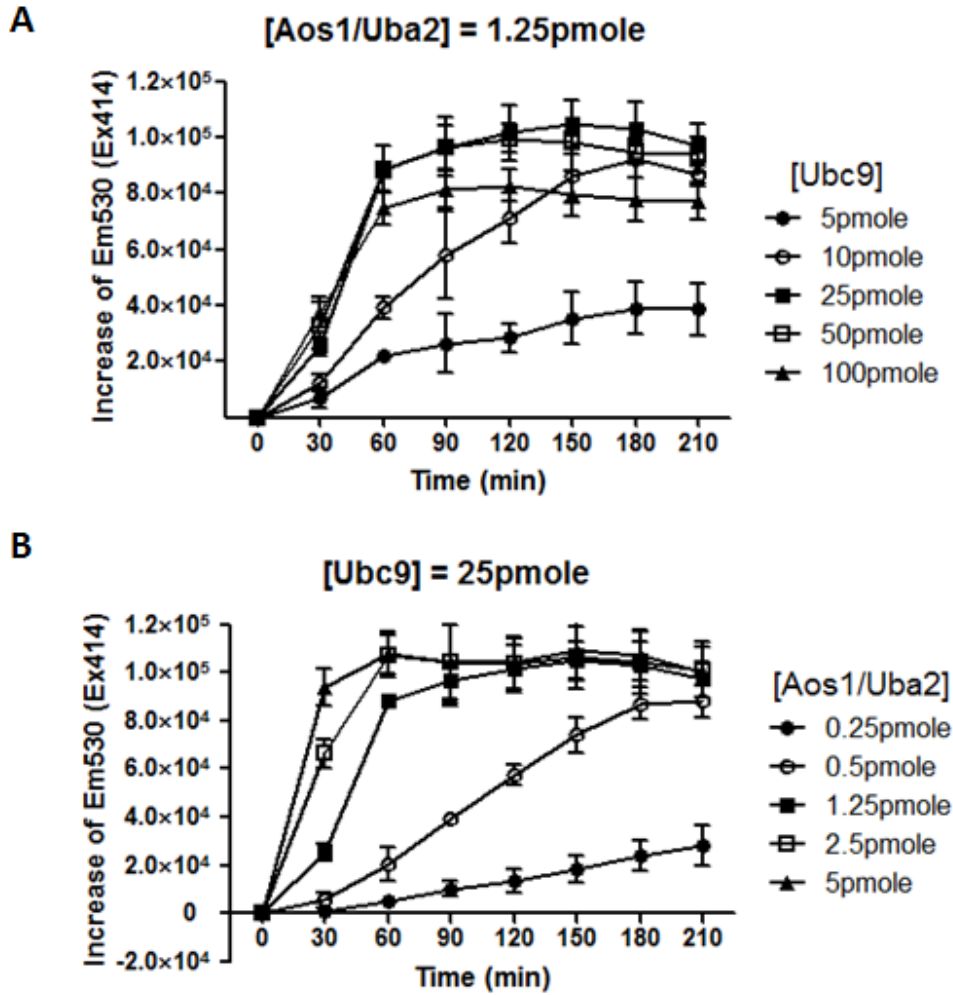 A
[Aos1/Uba2] = 1.25pmole
Increase of Em530 (Ex414)
1.2×10⁵
1.0×10⁵
8.0×10⁴
6.0×10⁴
4.0×10⁴
2.0×10⁴
0 30 60 90 120 150 180 210
Time (min)
[Ubc9]
5pmole
10pmole
25pmole
50pmole
100pmole
B
[Ubc9] = 25pmole
Increase of Em530 (Ex414)
1.2×10⁵
1.0×10⁵
8.0×10⁴
6.0×10⁴
4.0×10⁴
2.0×10⁴
0
-2.0×10⁴
0 30 60 90 120 150 180 210
Time (min)
[Aos1/Uba2]
0.25pmole
0.5pmole
1.25pmole
2.5pmole
5pmole